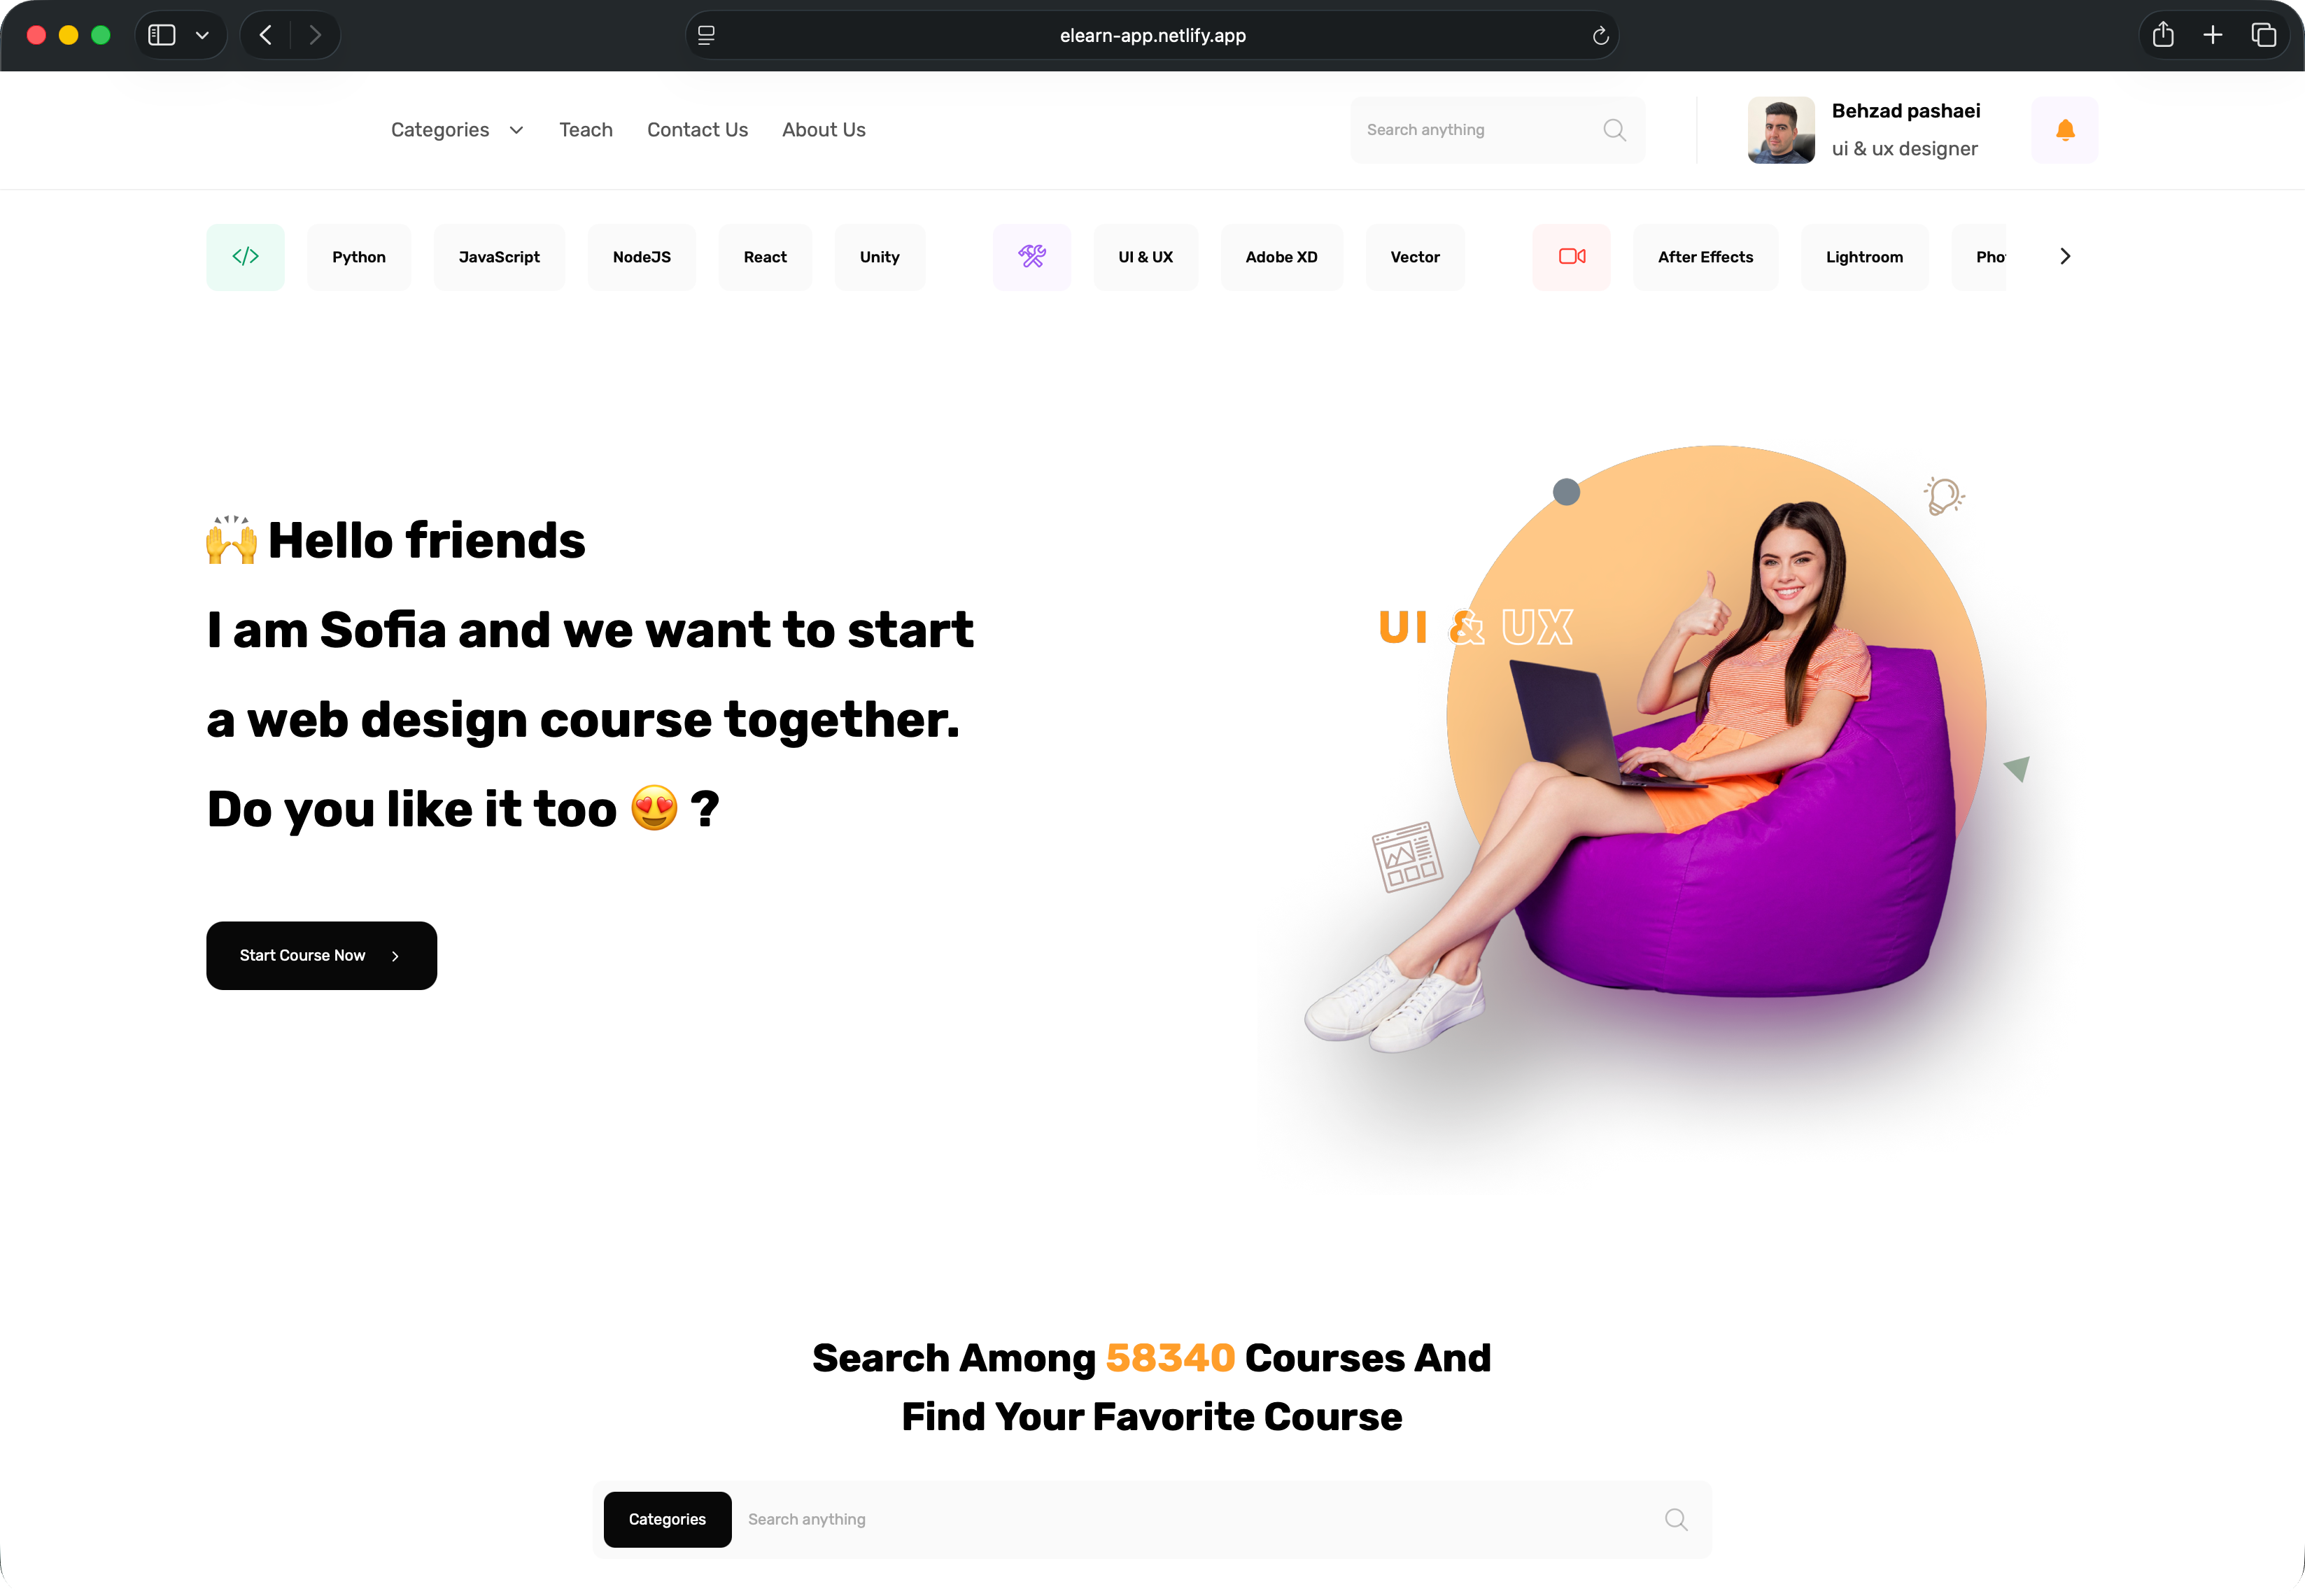 elearn-app.netlify.app
Categories Teach Contact Us About Us
Search anything
Behzad pashaei
ui & ux designer
Python JavaScript NodeJS React Unity UI & UX Adobe XD Vector After Effects Lightroom Pho
🙌 Hello friends
I am Sofia and we want to start
a web design course together.
Do you like it too 😍 ?
UI & UX
Start Course Now
Search Among 58340 Courses And
Find Your Favorite Course
Categories Search anything